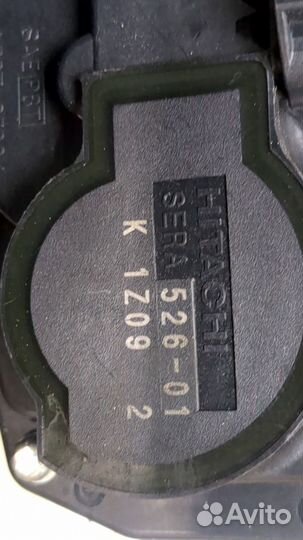 HITACHI
SERA 526-01
K 1Z09 2
Avito